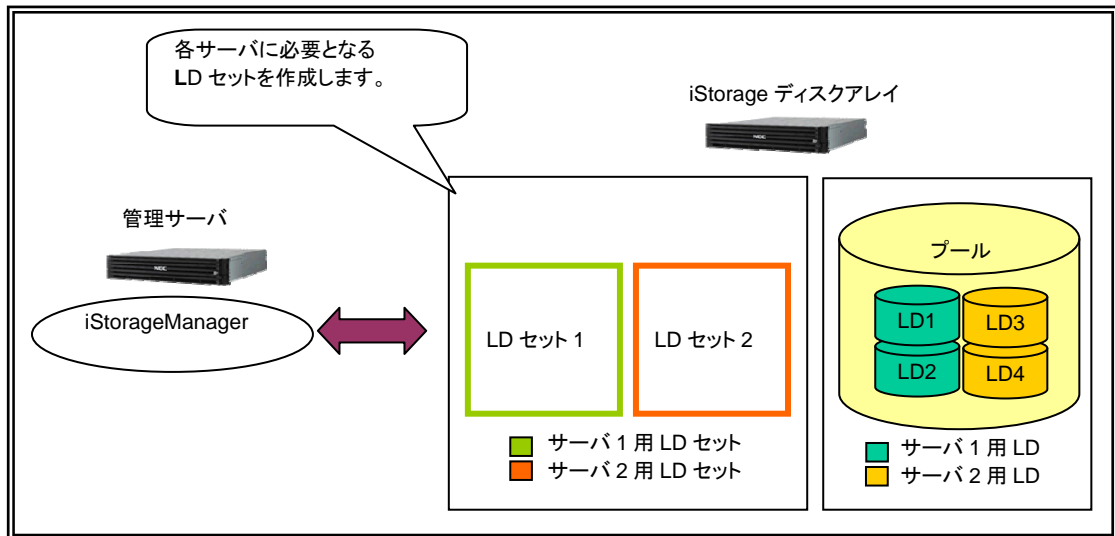 各サーバに必要となる
LD セットを作成します。
iStorage ディスクアレイ
NEC
管理サーバ
NEC
iStorageManager
LD セット 1
LD セット 2
プール
LD1
LD3
LD2
LD4
サーバ 1 用 LD セット
サーバ 2 用 LD セット
サーバ 1 用 LD
サーバ 2 用 LD